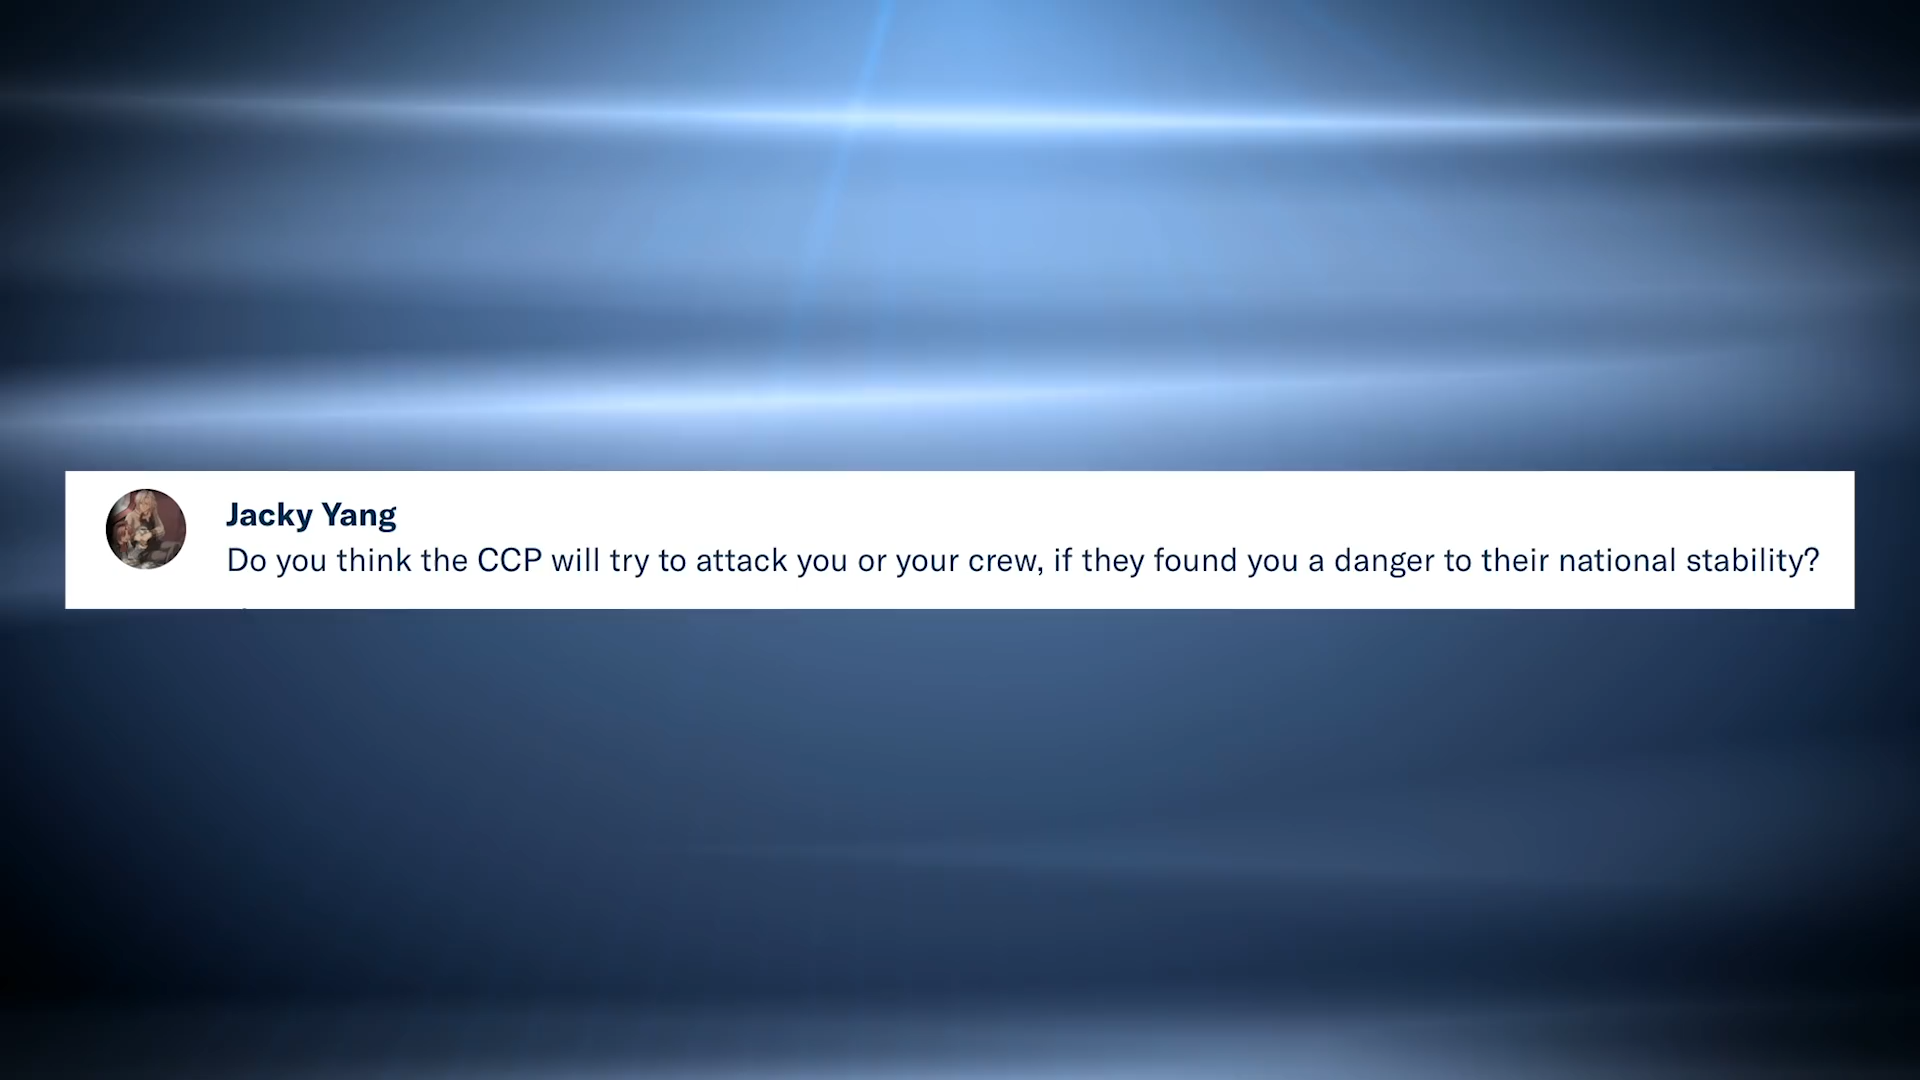 Jacky Yang
Do you think the CCP will try to attack you or your crew, if they found you a danger to their national stability?